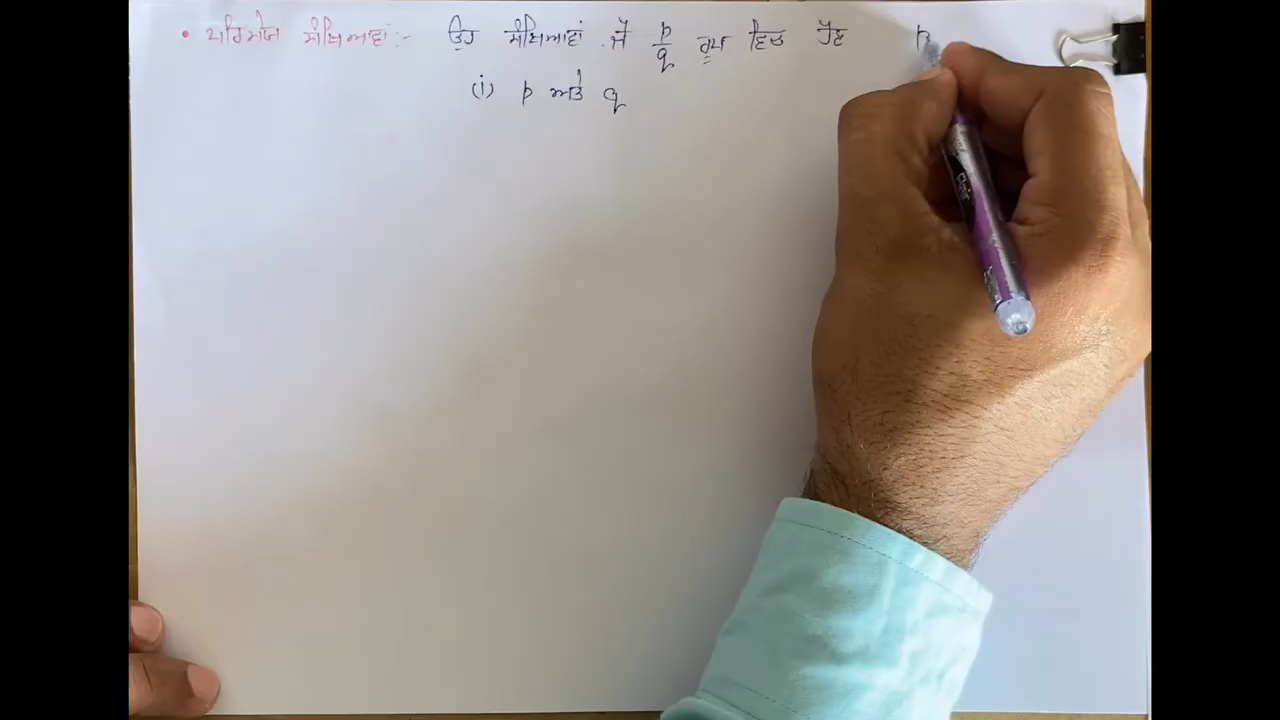 • ਪਰਿਮੇਯ ਸੰਖਿਆਵਾਂ :- ਉਹ ਸੰਖਿਆਵਾਂ ਜੋ p/q ਰੂਪ ਵਿਚ ਹੋਣ p
(i) p ਅਤੇ q